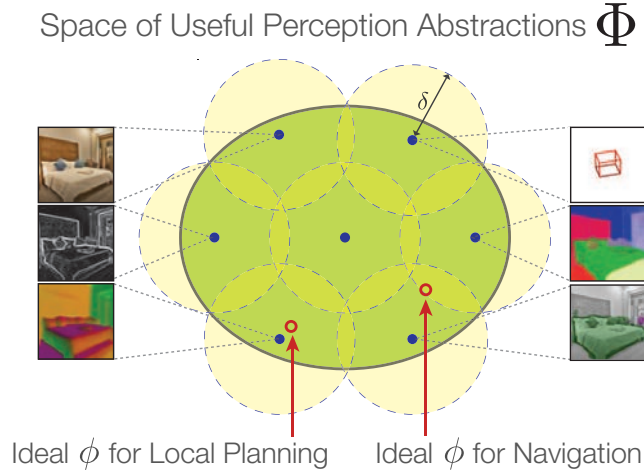 Space of Useful Perception Abstractions Φ
δ
Ideal ϕ for Local Planning
Ideal ϕ for Navigation